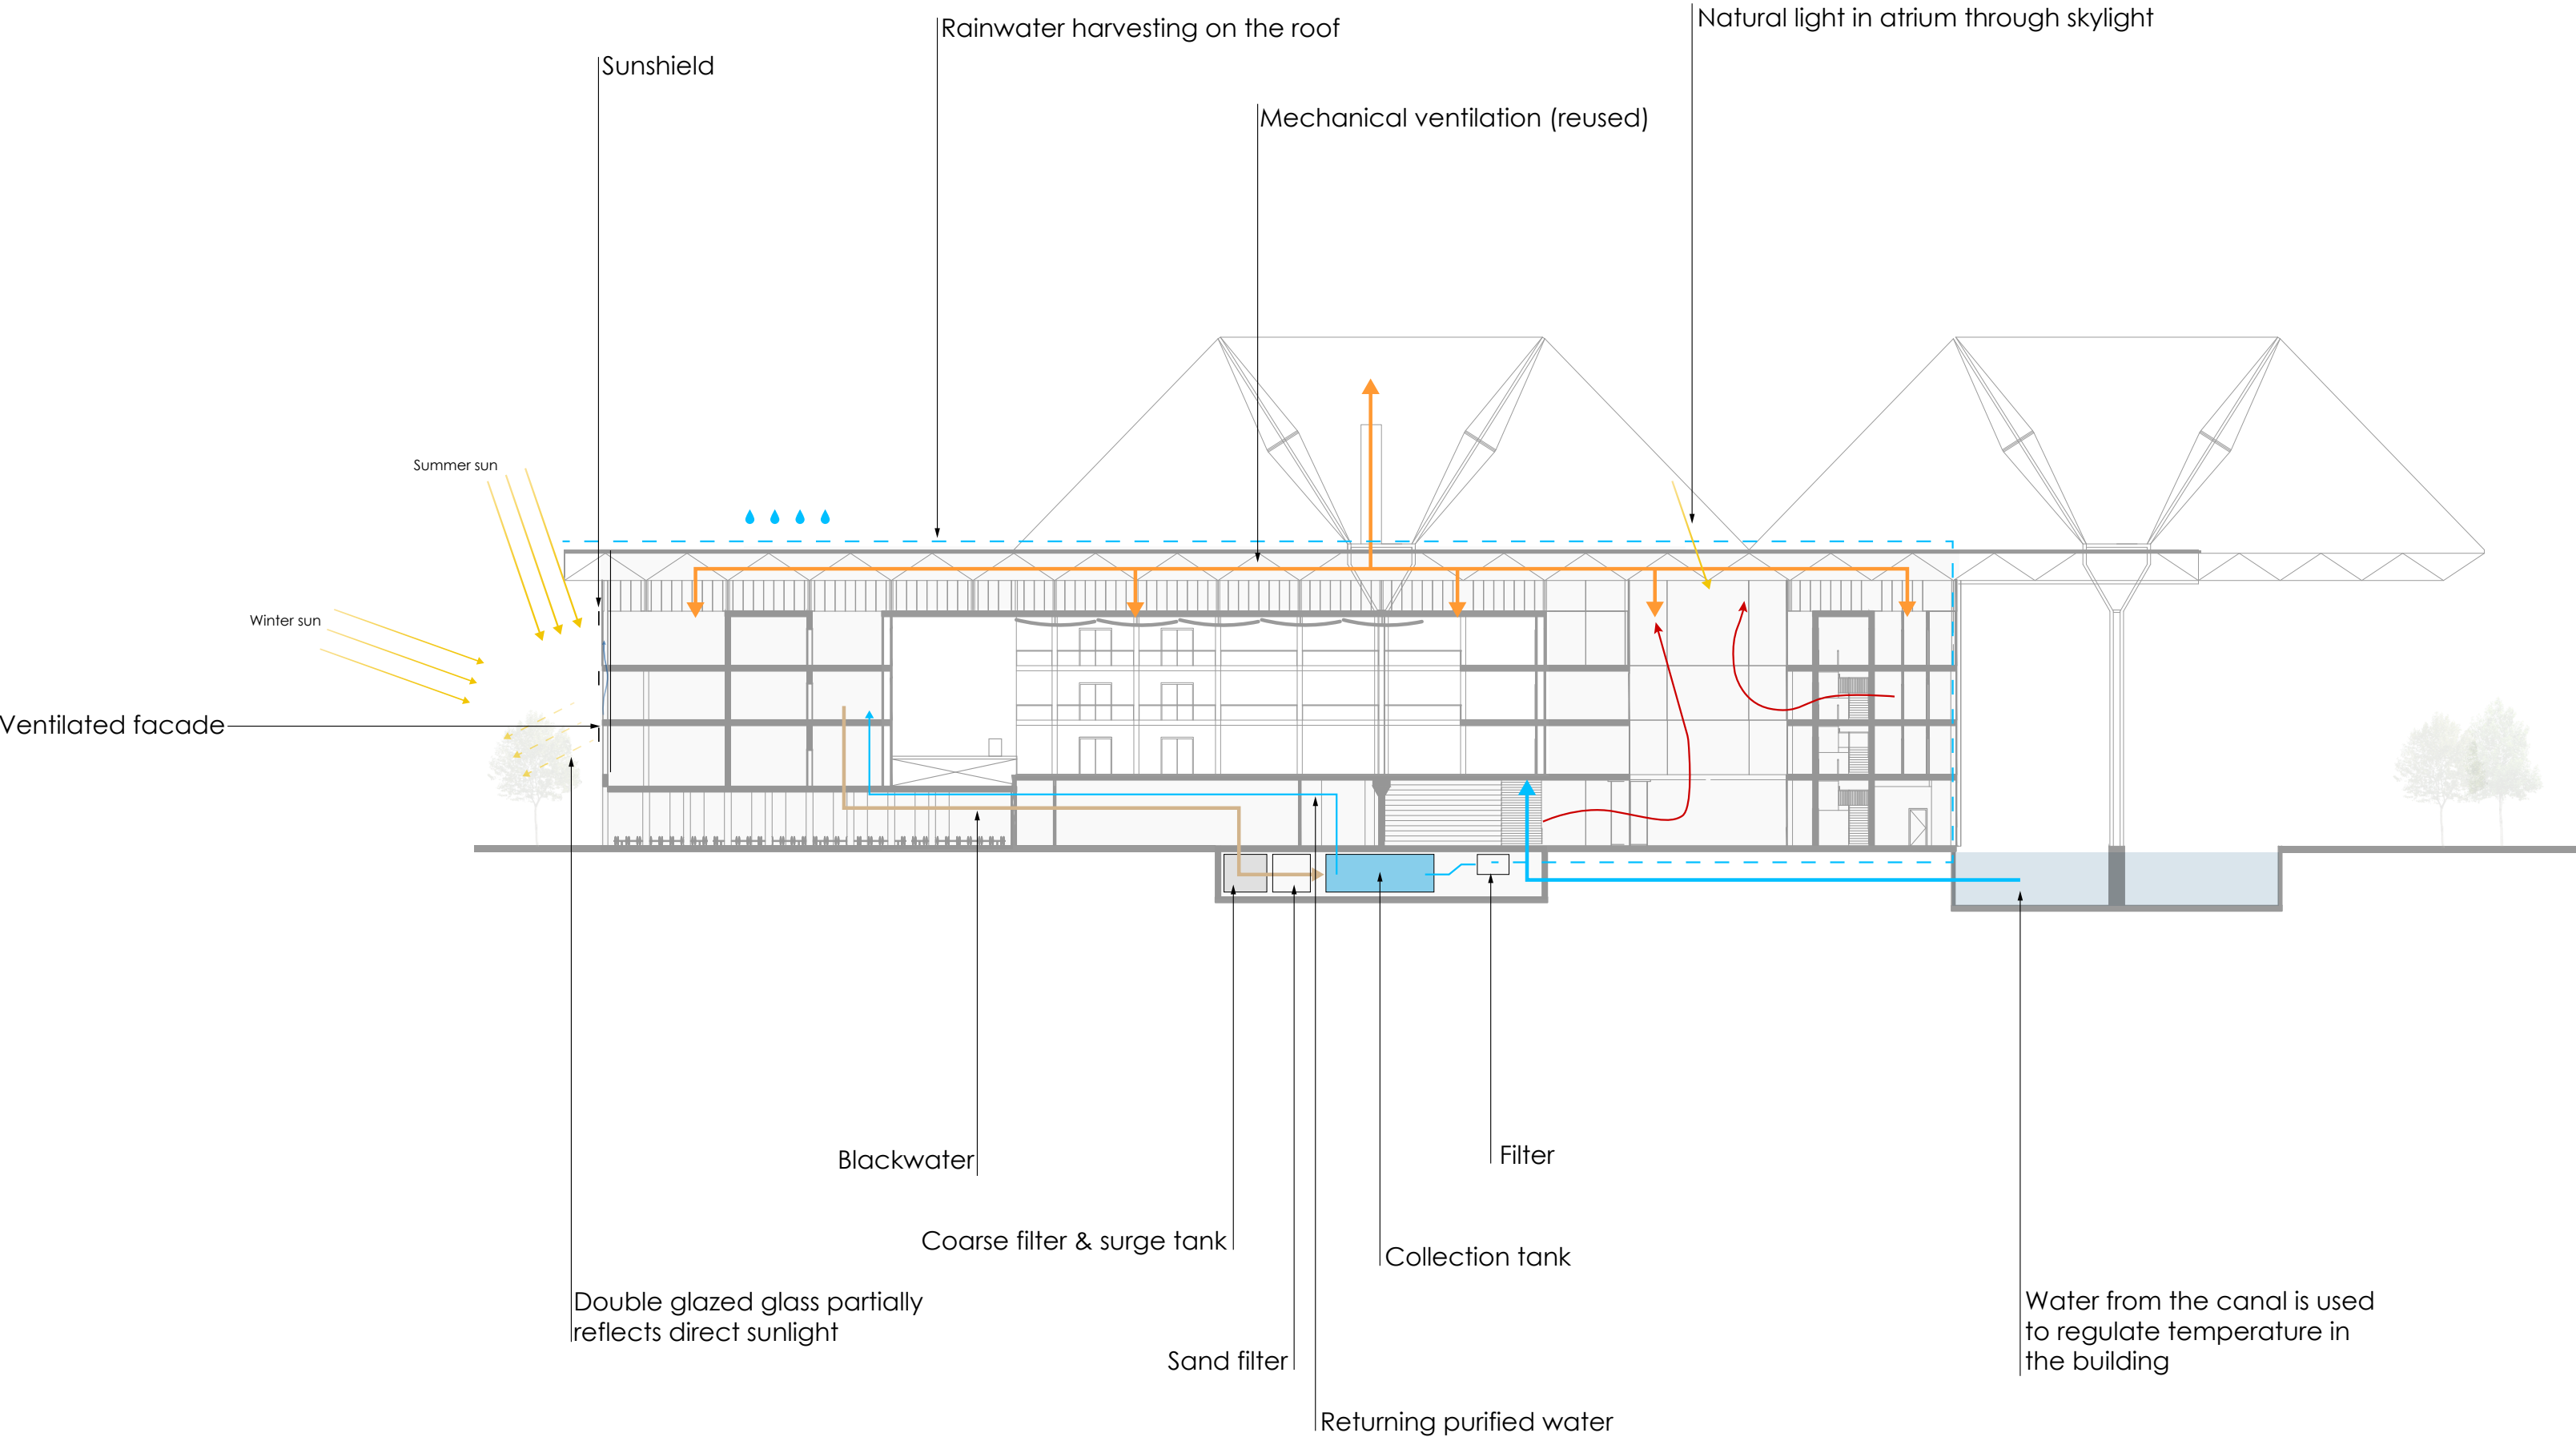 Natural light in atrium through skylight
Rainwater harvesting on the roof
Sunshield
Mechanical ventilation (reused)
Summer sun
Winter sun
Ventilated facade
Blackwater
Filter
Coarse filter & surge tank
Collection tank
Double glazed glass partially
reflects direct sunlight
Water from the canal is used
to regulate temperature in
the building
Sand filter
Returning purified water